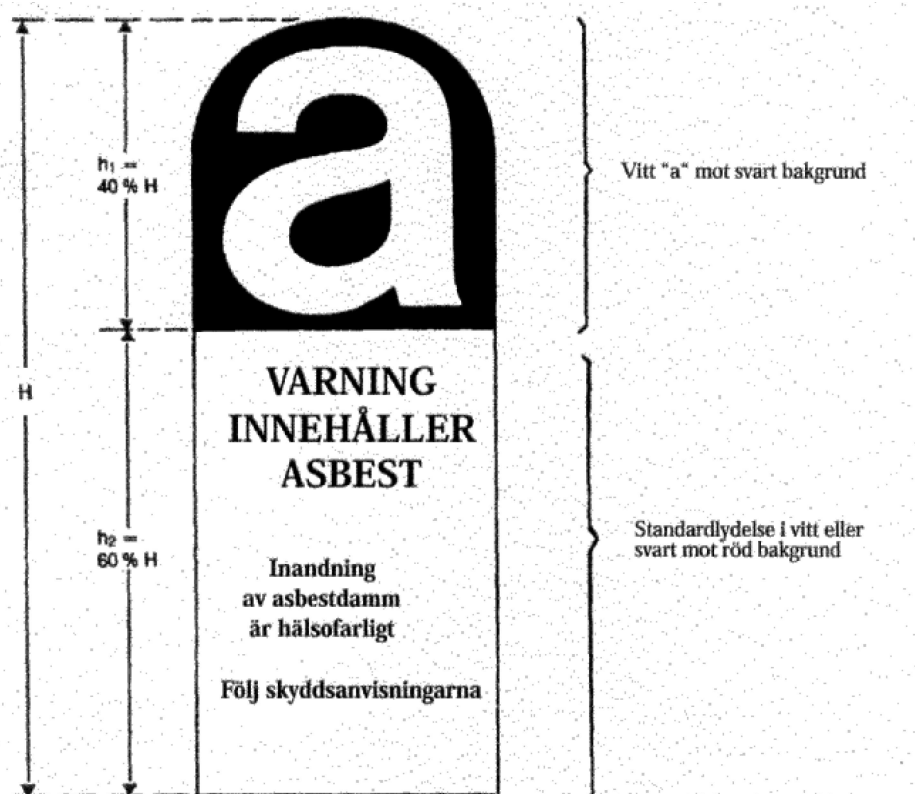 a
h₁ =
40 % H
Vitt "a" mot svart bakgrund
H
VARNING
INNEHÅLLER
ASBEST
h₂ =
60 % H
Standardlydelse i vitt eller
svart mot röd bakgrund
Inandning
av asbestdamm
är hälsofarligt
Följ skyddsanvisningarna